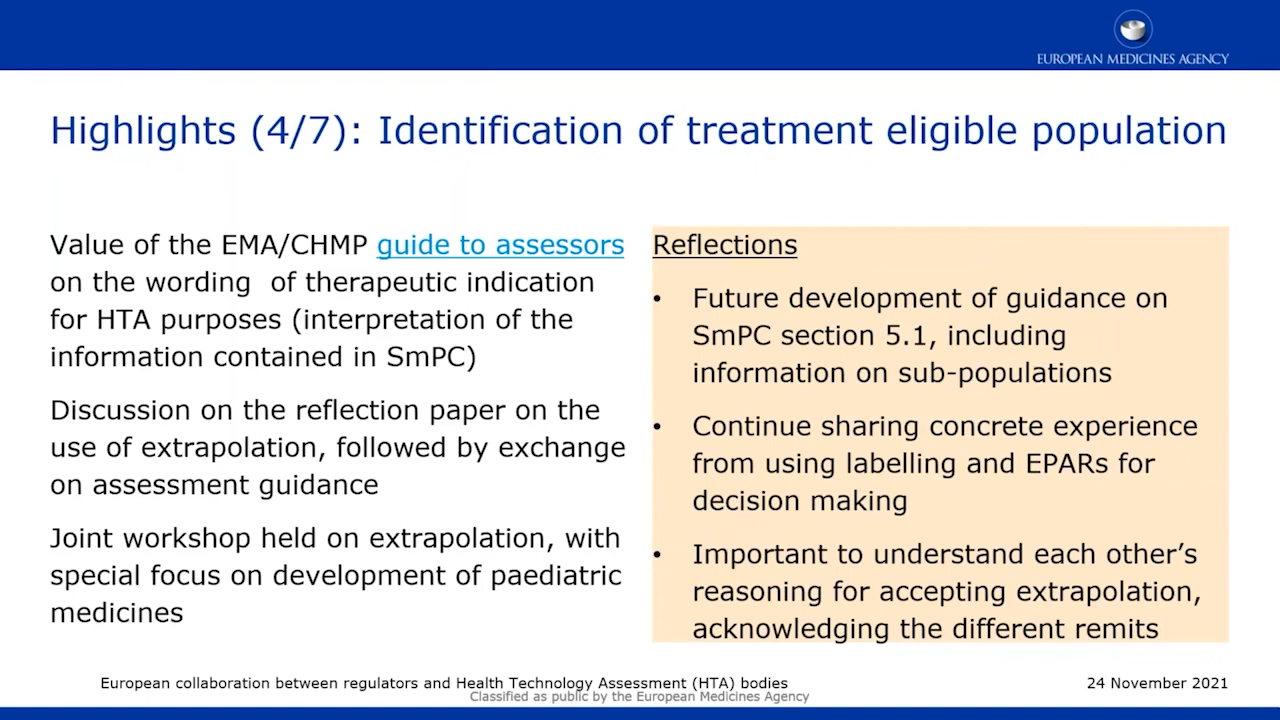 EUROPEAN MEDICINES AGENCY
Highlights (4/7): Identification of treatment eligible population
Value of the EMA/CHMP guide to assessors
on the wording  of therapeutic indication
for HTA purposes (interpretation of the
information contained in SmPC)
Discussion on the reflection paper on the
use of extrapolation, followed by exchange
on assessment guidance
Joint workshop held on extrapolation, with
special focus on development of paediatric
medicines
Reflections
• Future development of guidance on
SmPC section 5.1, including
information on sub-populations
• Continue sharing concrete experience
from using labelling and EPARs for
decision making
• Important to understand each other’s
reasoning for accepting extrapolation,
acknowledging the different remits
European collaboration between regulators and Health Technology Assessment (HTA) bodies
24 November 2021
Classified as public by the European Medicines Agency